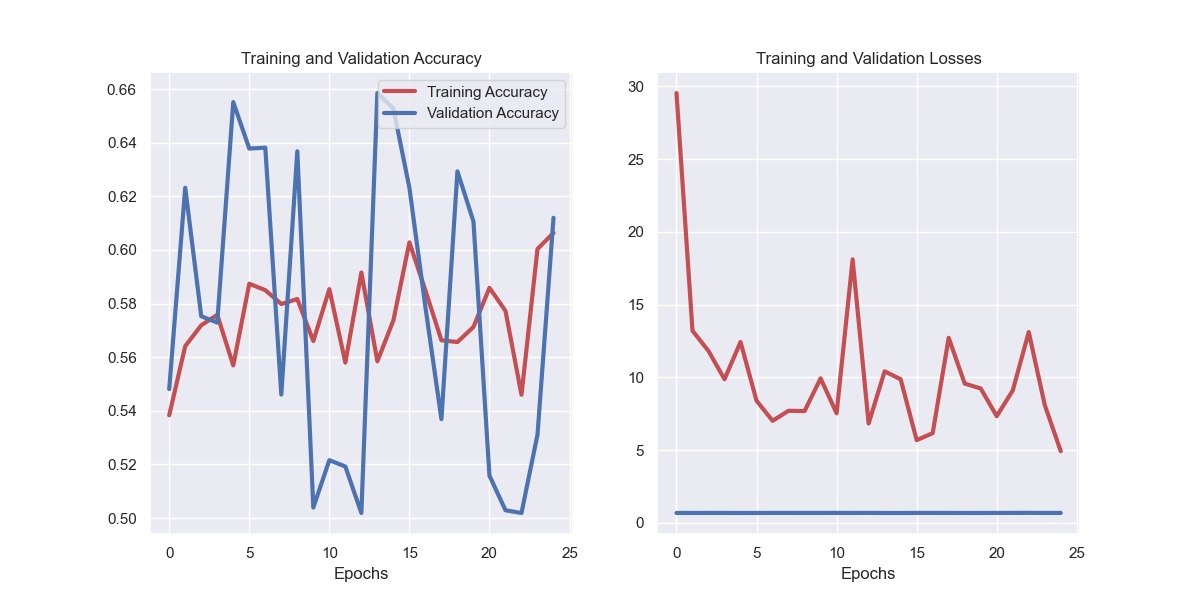 Training and Validation Accuracy
Training Accuracy
Validation Accuracy
0.66
0.64
0.62
0.60
0.58
0.56
0.54
0.52
0.50
0 5 10 15 20 25
Epochs
Training and Validation Losses
30
25
20
15
10
5
0
0 5 10 15 20 25
Epochs